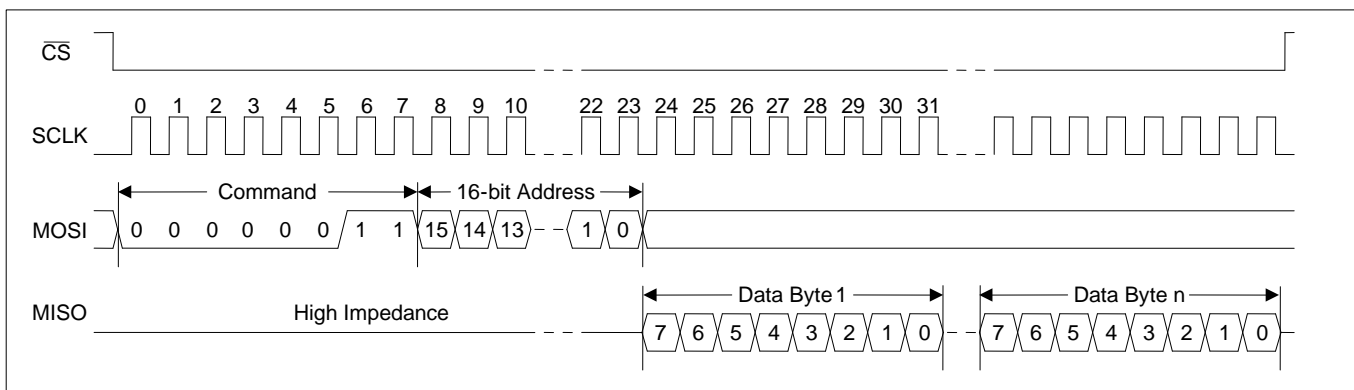 CS
0 1 2 3 4 5 6 7 8 9 10 22 23 24 25 26 27 28 29 30 31
SCLK
Command 16-bit Address
MOSI 0 0 0 0 0 0 1 1 15 14 13 1 0
Data Byte 1 Data Byte n
MISO High Impedance
7 6 5 4 3 2 1 0 7 6 5 4 3 2 1 0